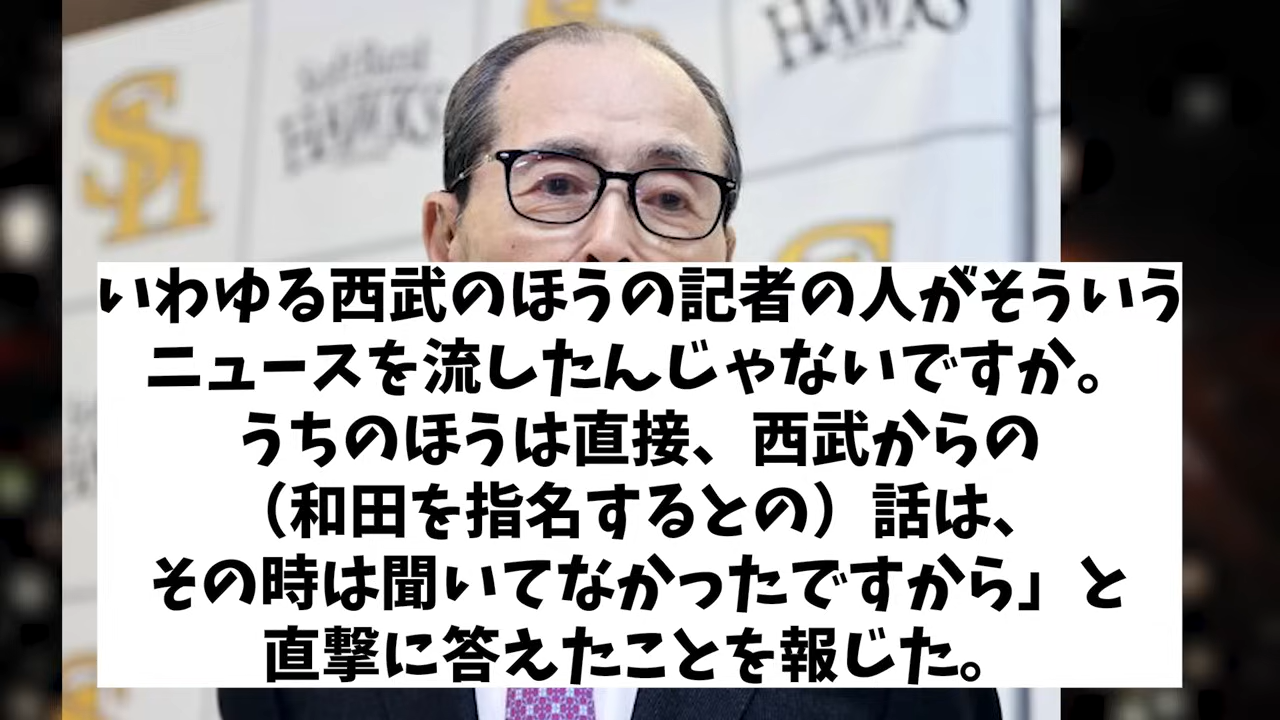 SoftBank
HAWKS
HAWKS
いわゆる西武のほうの記者の人がそういう
ニュースを流したんじゃないですか。
うちのほうは直接、西武からの
（和田を指名するとの）話は、
その時は聞いてなかったですから」と
直撃に答えたことを報じた。